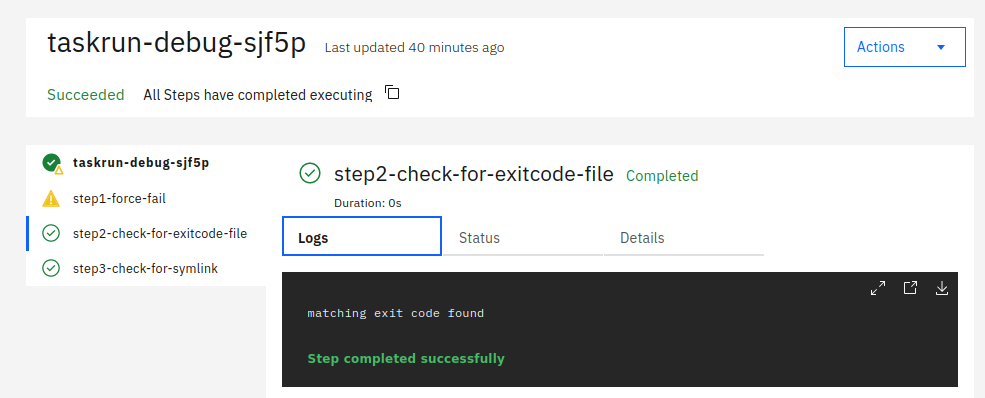 taskrun-debug-sjf5p Last updated 40 minutes ago
Actions
Succeeded All Steps have completed executing
taskrun-debug-sjf5p
step1-force-fail
step2-check-for-exitcode-file
step3-check-for-symlink
step2-check-for-exitcode-file Completed
Duration: 0s
Logs Status Details
matching exit code found
Step completed successfully